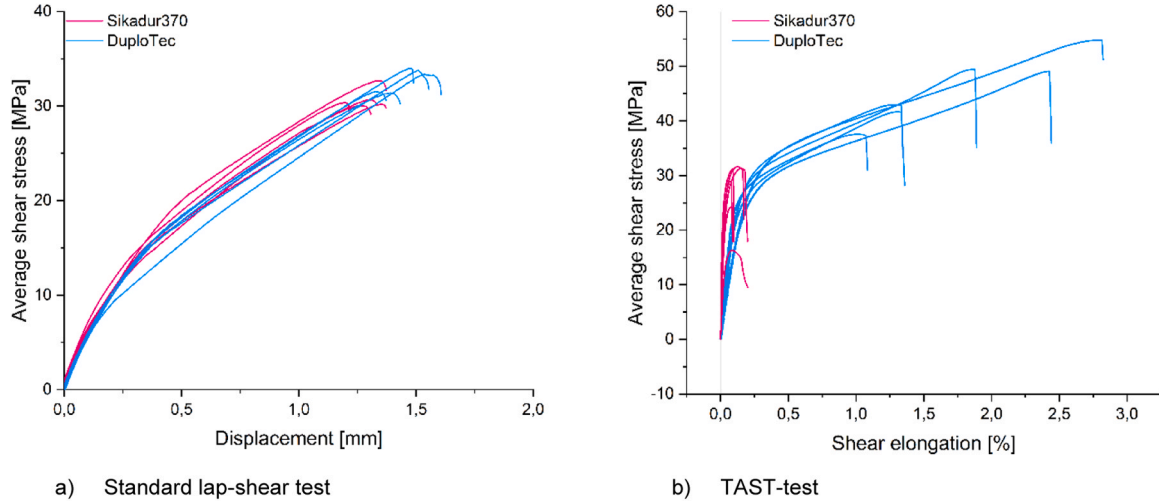 Sikadur370
DuploTec
Average shear stress [MPa]
40
30
20
10
0
0,0
0,5
1,0
1,5
2,0
Displacement [mm]
a) Standard lap-shear test
Sikadur370
DuploTec
Average shear stress [MPa]
60
50
40
30
20
10
0
-10
0,0
0,5
1,0
1,5
2,0
2,5
3,0
Shear elongation [%]
b) TAST-test